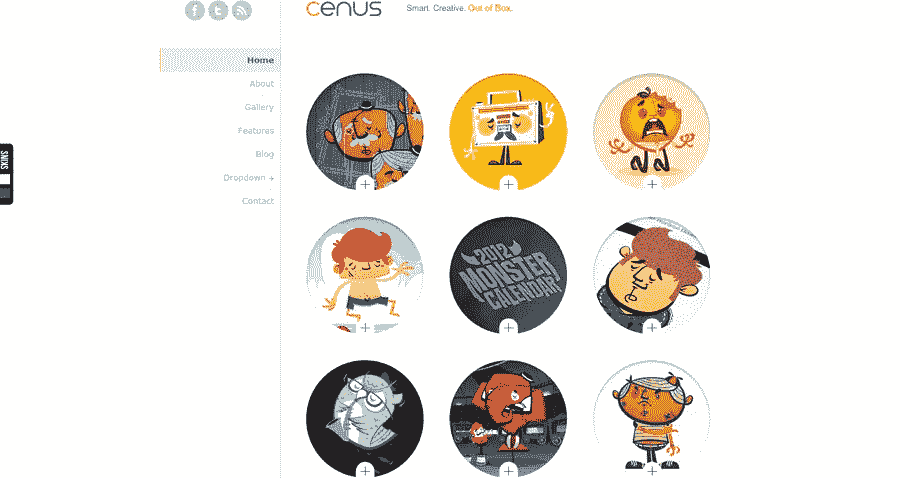 cenus Smart. Creative. Out of Box.
Home
About
Gallery
Features
Blog
Dropdown →
Contact
SKINS
2012
MONSTER
CALENDAR